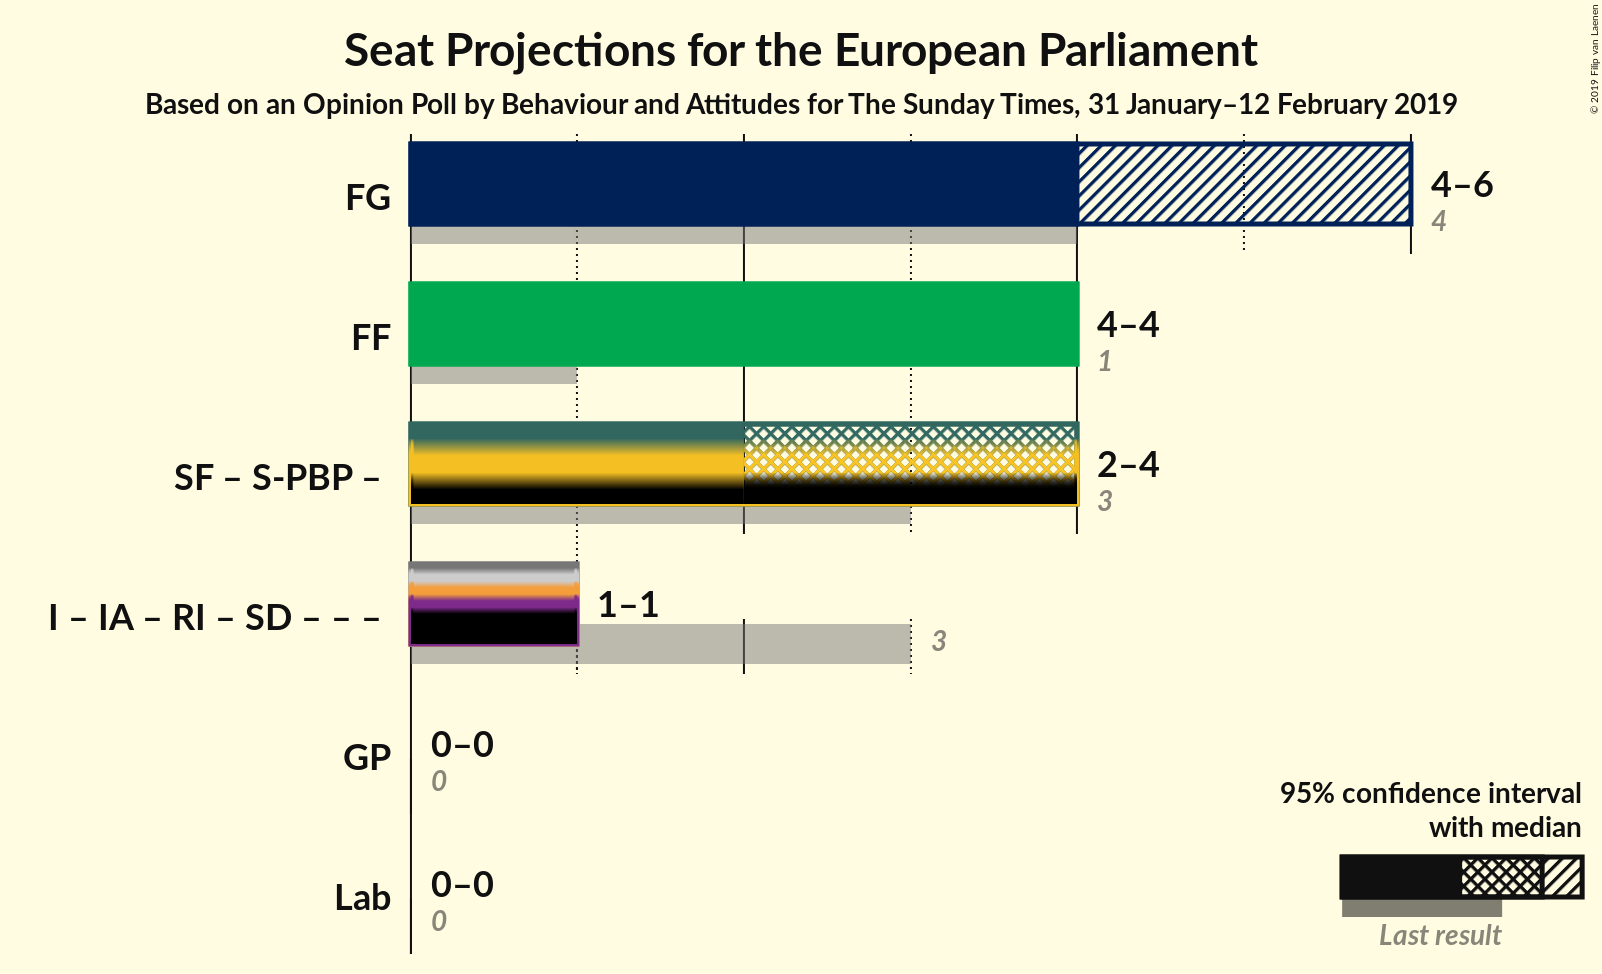 Seat Projections for the European Parliament
Based on an Opinion Poll by Behaviour and Attitudes for The Sunday Times, 31 January–12 February 2019
© 2019 Filip van Laenen
FG
4–6
4
FF
4–4
1
SF – S-PBP –
2–4
3
I – IA – RI – SD – – –
1–1
3
GP
0–0
0
Lab
0–0
0
95% confidence interval
with median
Last result